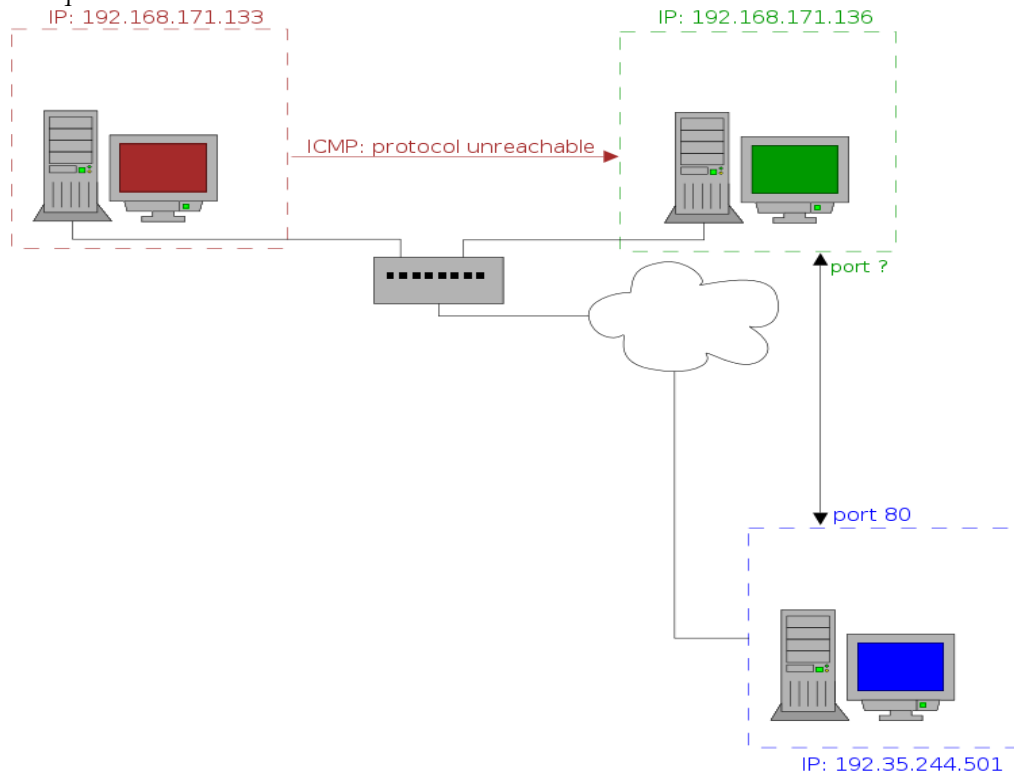 IP: 192.168.171.133
IP: 192.168.171.136
ICMP: protocol unreachable
port ?
port 80
IP: 192.35.244.501